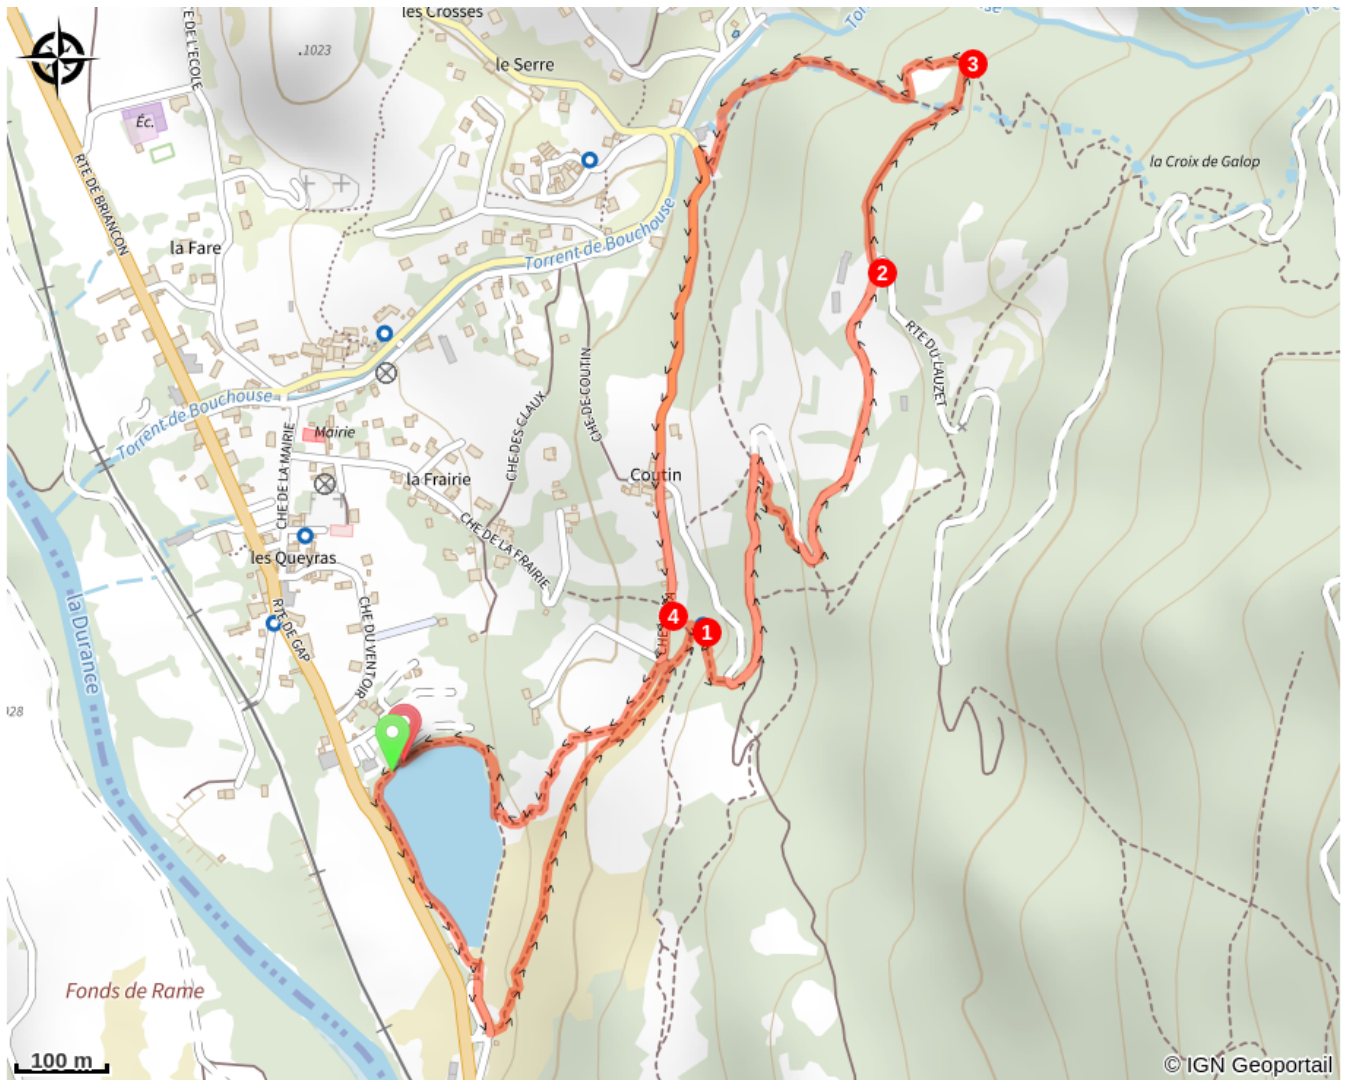 les Crosses
TE DE L'ECOLE
.1023
le Serre
Éc.
RTE DE BRIANCON
la Fare
Torrent de Bouchouse
3
la Croix de Galop
2
RTE DU LAUZET
CHE DE COUTIN
CHE DES CLAUX
Torrent de Bouchouse
Mairie
CHE DE LA MAIRIE
la Frairie
Coutin
CHE DE LA FRAIRIE
les Queyras
la Durance
RTE DE GAP
CHE DU VENTOIR
4
1
CHE
928
Fonds de Rame
100 m
© IGN Geoportail